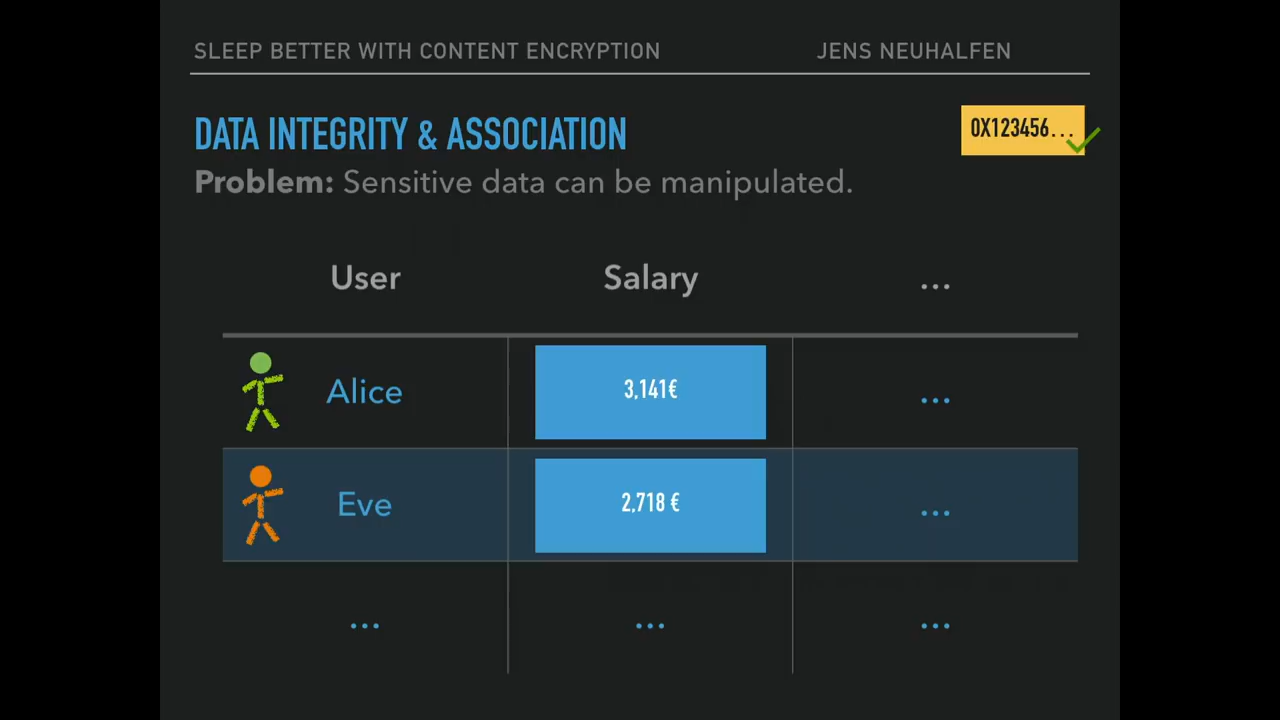 SLEEP BETTER WITH CONTENT ENCRYPTION JENS NEUHALFEN
DATA INTEGRITY & ASSOCIATION
0X123456...
Problem: Sensitive data can be manipulated.
User Salary ...
Alice 3,141€ ...
Eve 2,718 € ...
... ... ...